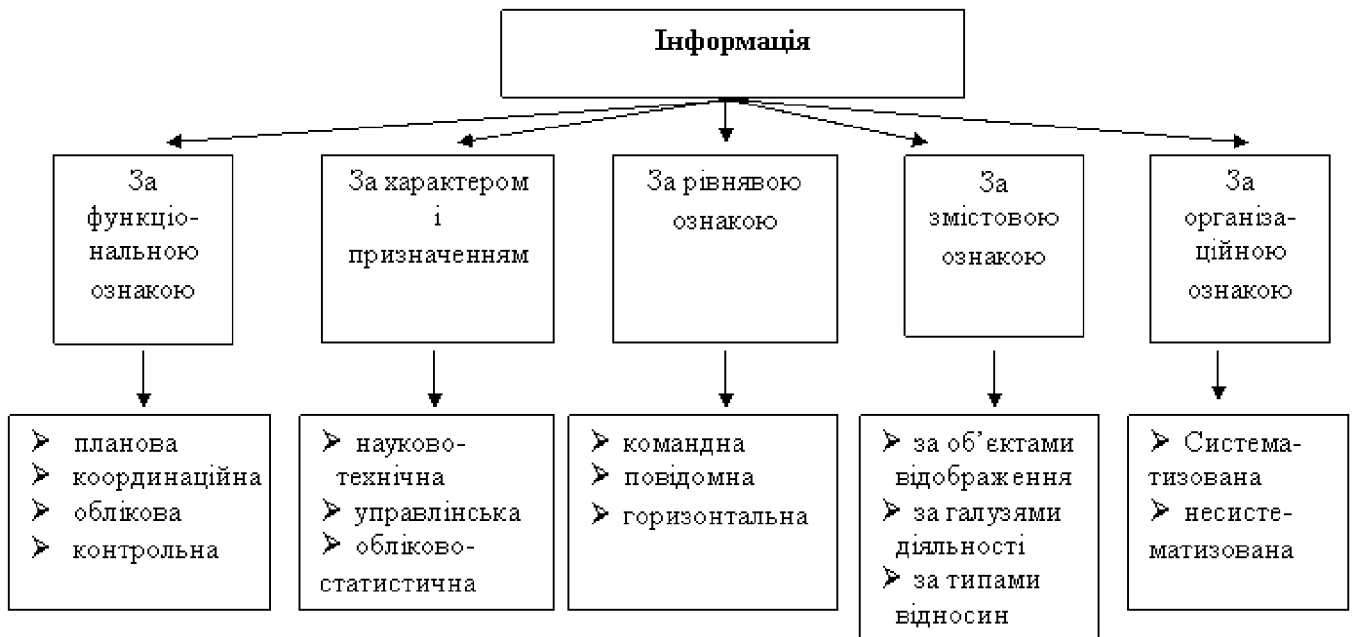 Інформація
За
функціо-
нальною
ознакою
За характером
і
призначенням
За рівнявою
ознакою
За
змістовою
ознакою
За
організа-
ційною
ознакою
➢ планова
➢ координаційна
➢ облікова
➢ контрольна
➢ науково-
технічна
➢ управлінська
➢ обліково-
статистична
➢ командна
➢ повідомна
➢ горизонтальна
➢ за об’єктами
відображення
➢ за галузями
діяльності
➢ за типами
відносин
➢ Система-
тизована
➢ несисте-
матизована